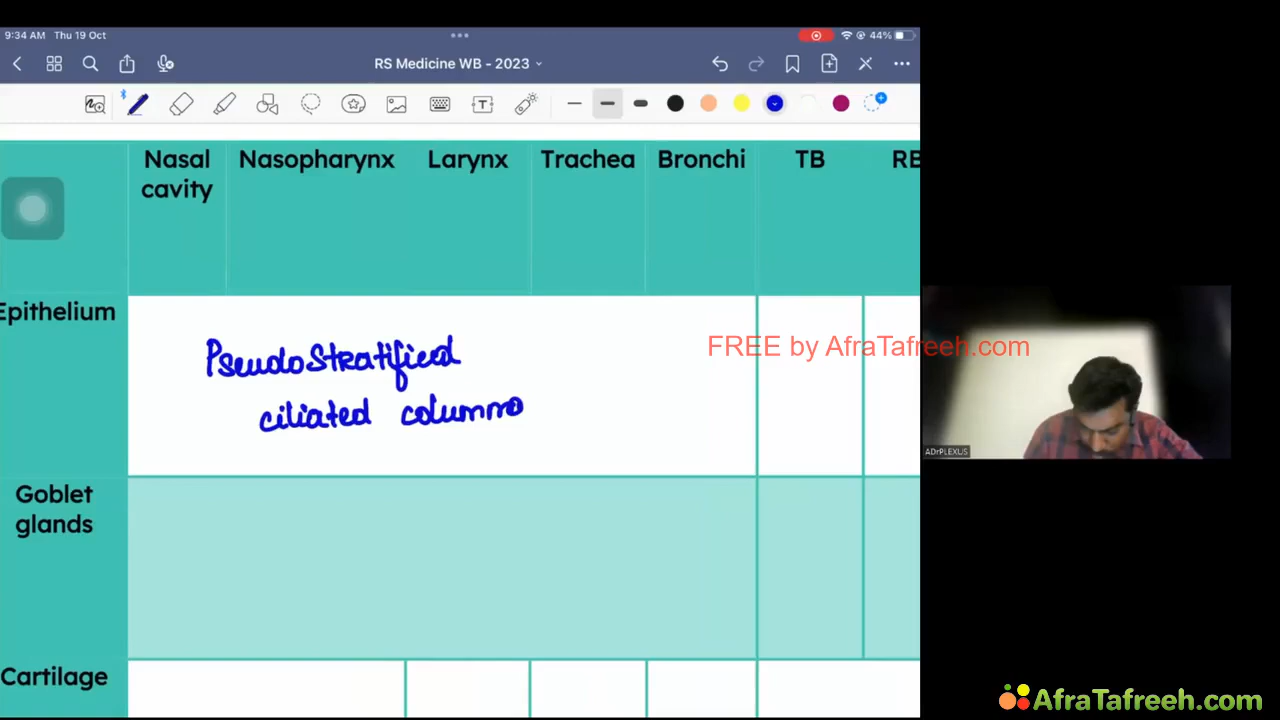 9:34 AM Thu 19 Oct
44%
RS Medicine WB - 2023
T
Nasal cavity Nasopharynx Larynx Trachea Bronchi TB RB
Epithelium
Pseudostratified
ciliated column
FREE by AfraTafreeh.com
ADrPLEXUS
Goblet
glands
Cartilage
AfraTafreeh.com